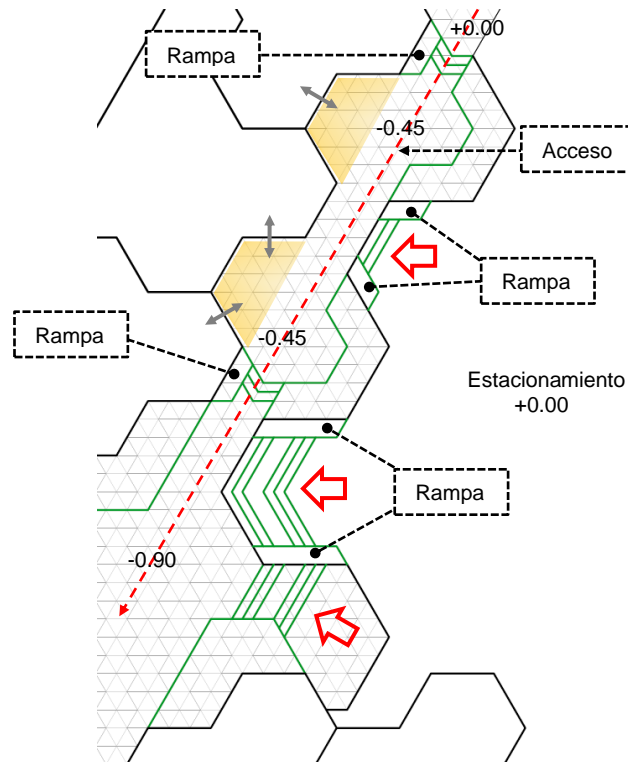 +0.00
Rampa
-0.45
Acceso
Rampa
Rampa
-0.45
Estacionamiento
+0.00
Rampa
-0.90